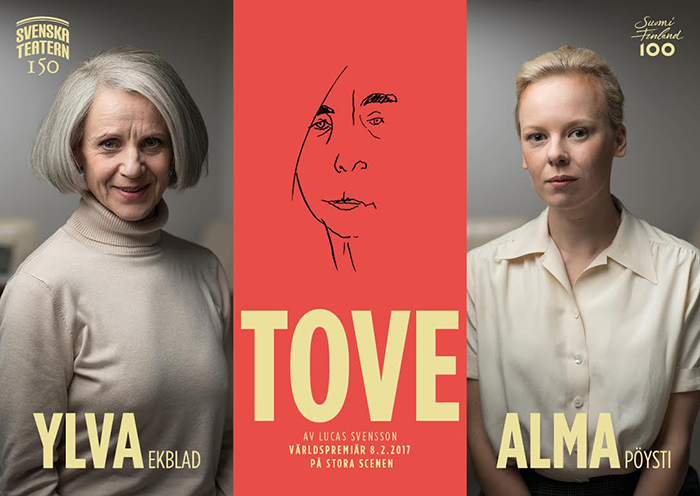 SVENSKA
TEATERN
150
Suomi
Finland
100
TOVE
AV LUCAS SVENSSON
VÄRLDSPREMIÄR 8.2.2017
PÅ STORA SCENEN
YLVA EKBLAD
ALMA PÖYSTI